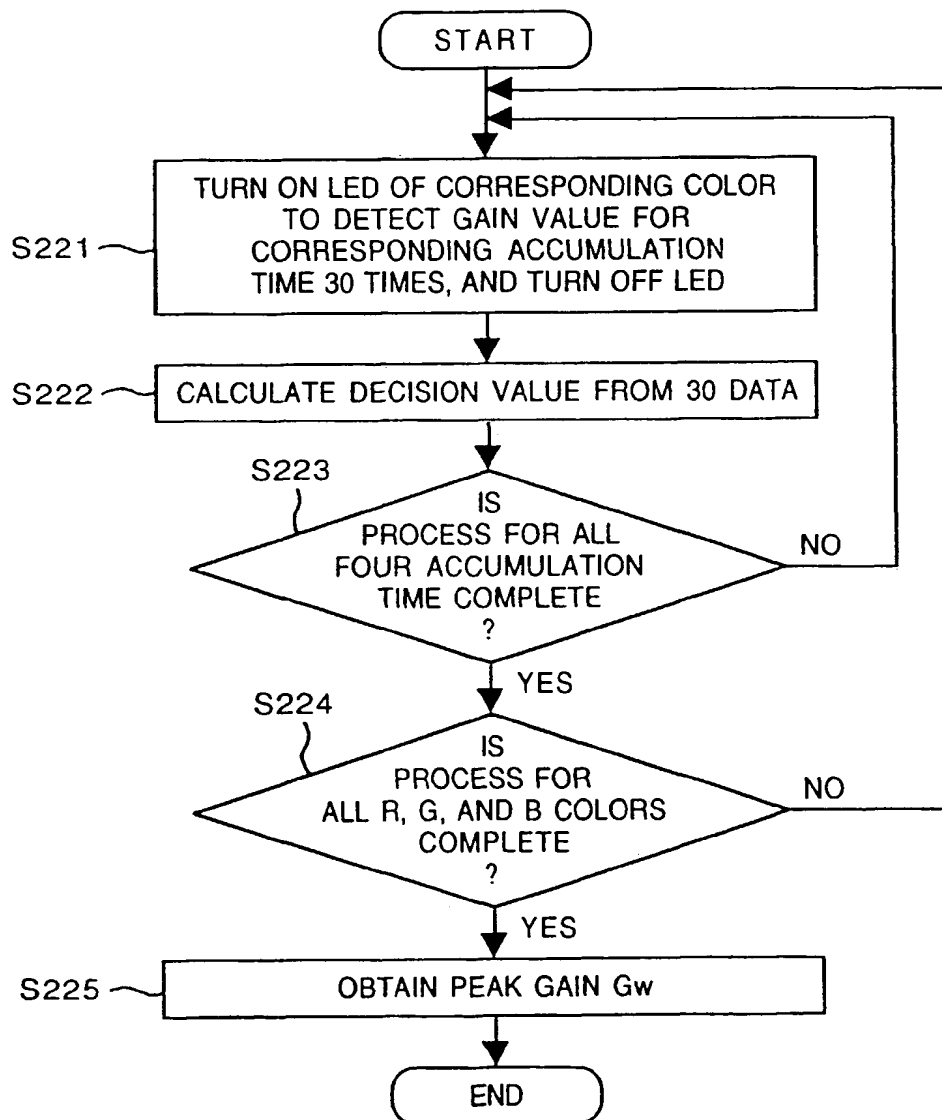 START
TURN ON LED OF CORRESPONDING COLOR
TO DETECT GAIN VALUE FOR
CORRESPONDING ACCUMULATION
TIME 30 TIMES, AND TURN OFF LED
S221
CALCULATE DECISION VALUE FROM 30 DATA
S222
S223
IS
PROCESS FOR ALL
FOUR ACCUMULATION
TIME COMPLETE
?
NO
YES
S224
IS
PROCESS FOR
ALL R, G, AND B COLORS
COMPLETE
?
NO
YES
S225
OBTAIN PEAK GAIN Gw
END